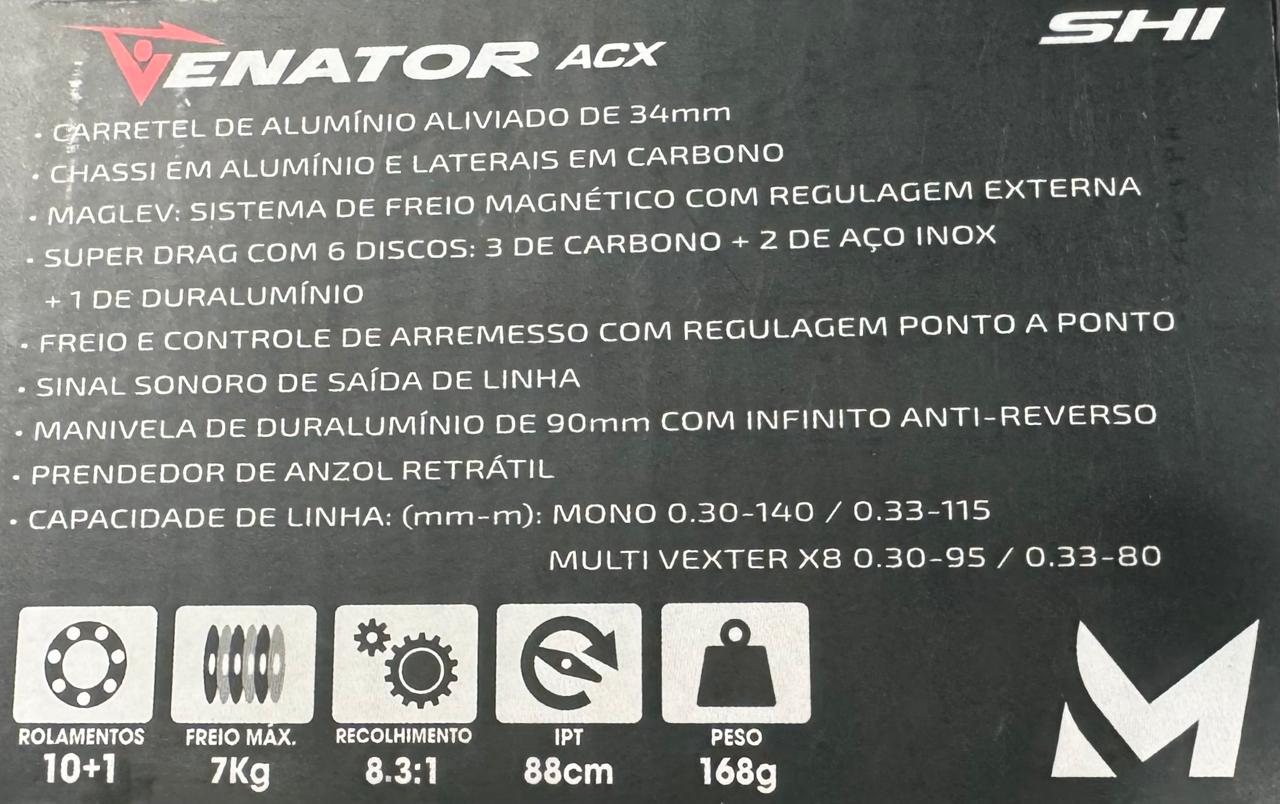 VENATOR ACX
SHI
• CARRETEL DE ALUMÍNIO ALIVIADO DE 34mm
• CHASSI EM ALUMÍNIO E LATERAIS EM CARBONO
• MAGLEV: SISTEMA DE FREIO MAGNÉTICO COM REGULAGEM EXTERNA
• SUPER DRAG COM 6 DISCOS: 3 DE CARBONO + 2 DE AÇO INOX
+ 1 DE DURALUMÍNIO
• FREIO E CONTROLE DE ARREMESSO COM REGULAGEM PONTO A PONTO
• SINAL SONORO DE SAÍDA DE LINHA
• MANIVELA DE DURALUMÍNIO DE 90mm COM INFINITO ANTI-REVERSO
• PRENDEDOR DE ANZOL RETRÁTIL
• CAPACIDADE DE LINHA: (mm-m): MONO 0.30-140 / 0.33-115
MULTI VEXTER X8 0.30-95 / 0.33-80
ROLAMENTOS
10+1
FREIO MÁX.
7Kg
RECOLHIMENTO
8.3:1
IPT
88cm
PESO
168g
M